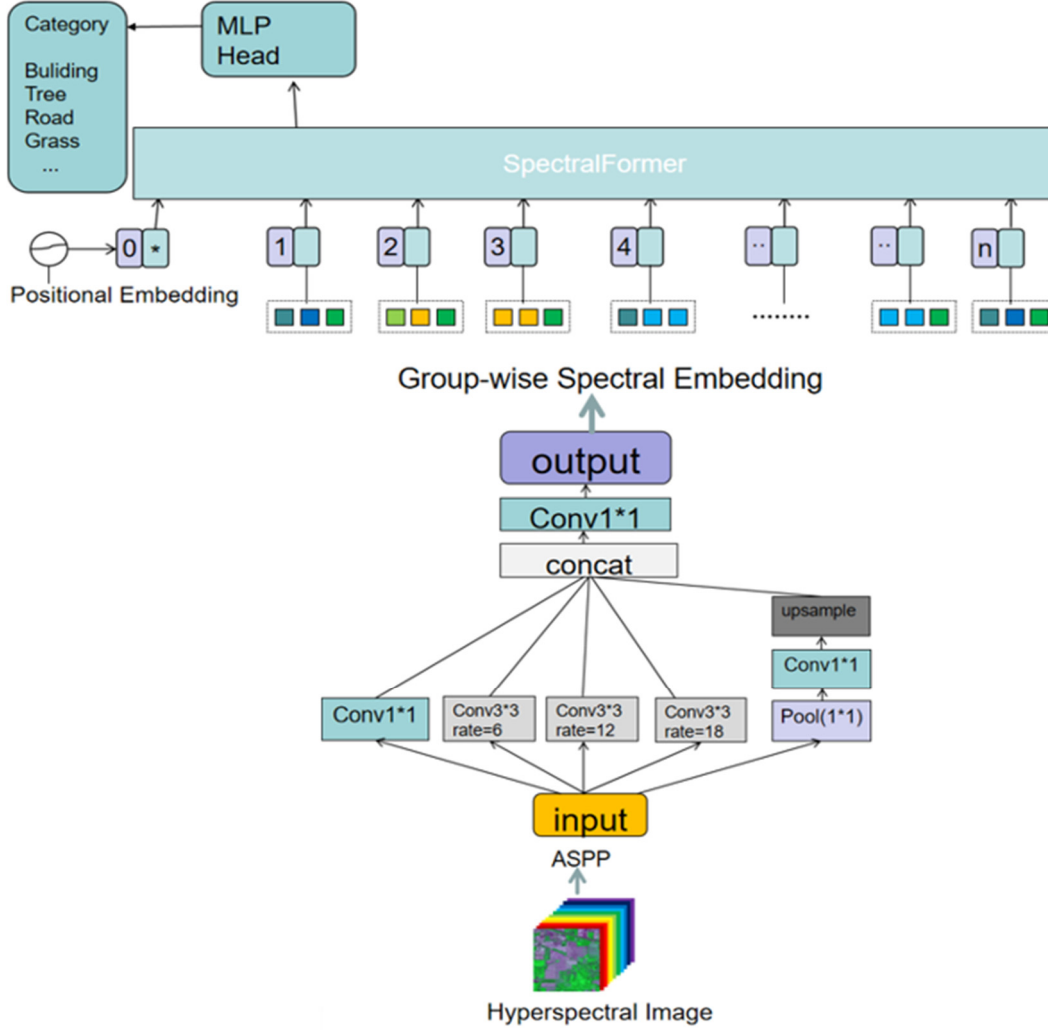 Category
MLP
Head
Buliding
Tree
Road
Grass
...
SpectralFormer
0 * 1 2 3 4 .. .. n
Positional Embedding
........
Group-wise Spectral Embedding
output
Conv1*1
concat
upsample
Conv1*1
Conv1*1
Conv3*3
rate=6
Conv3*3
rate=12
Conv3*3
rate=18
Pool(1*1)
input
ASPP
Hyperspectral Image